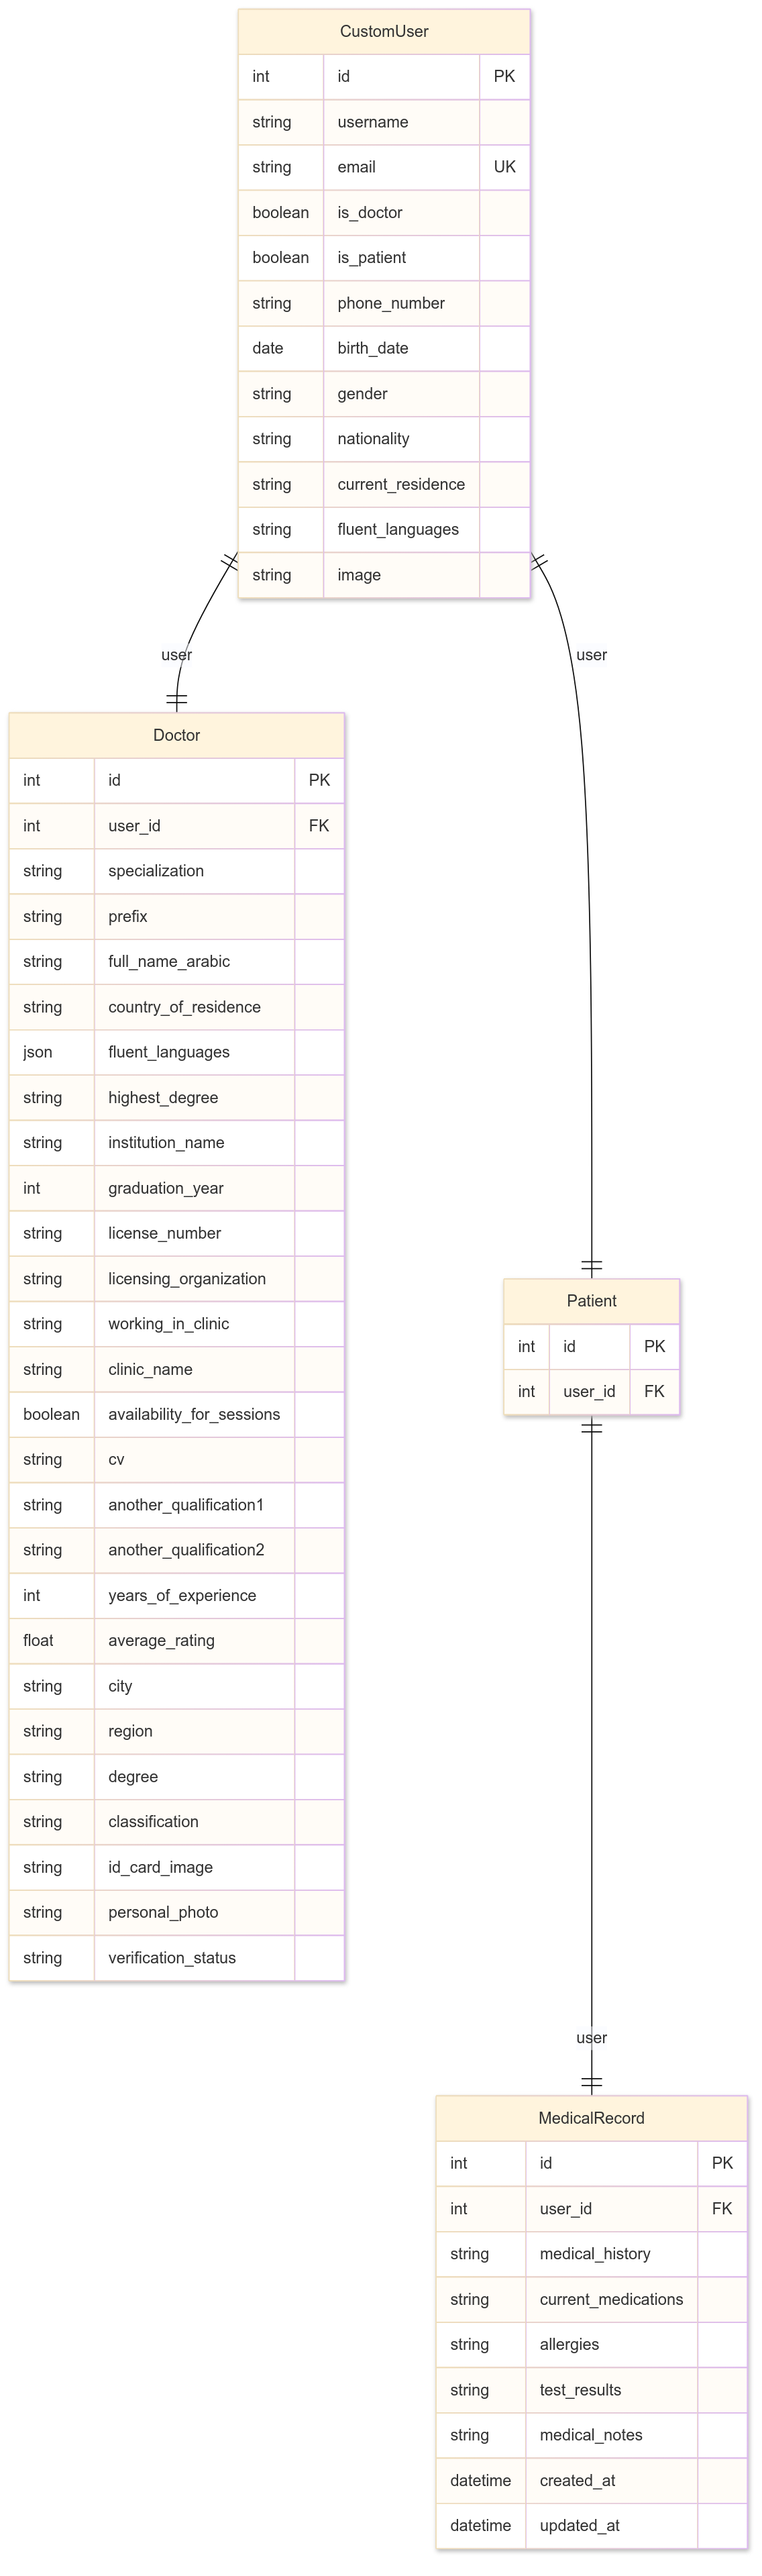 CustomUser
int id PK
string username
string email UK
boolean is_doctor
boolean is_patient
string phone_number
date birth_date
string gender
string nationality
string current_residence
string fluent_languages
string image
user
user
Doctor
int id PK
int user_id FK
string specialization
string prefix
string full_name_arabic
string country_of_residence
json fluent_languages
string highest_degree
string institution_name
int graduation_year
string license_number
string licensing_organization
string working_in_clinic
string clinic_name
boolean availability_for_sessions
string cv
string another_qualification1
string another_qualification2
int years_of_experience
float average_rating
string city
string region
string degree
string classification
string id_card_image
string personal_photo
string verification_status
Patient
int id PK
int user_id FK
user
MedicalRecord
int id PK
int user_id FK
string medical_history
string current_medications
string allergies
string test_results
string medical_notes
datetime created_at
datetime updated_at